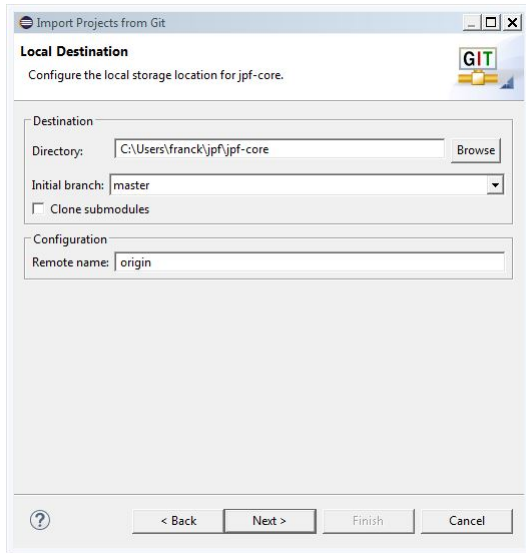 Import Projects from Git
Local Destination
Configure the local storage location for jpf-core.
GIT
Destination
Directory: C:\Users\franck\jpf\jpf-core Browse
Initial branch: master
Clone submodules
Configuration
Remote name: origin
? < Back Next > Finish Cancel